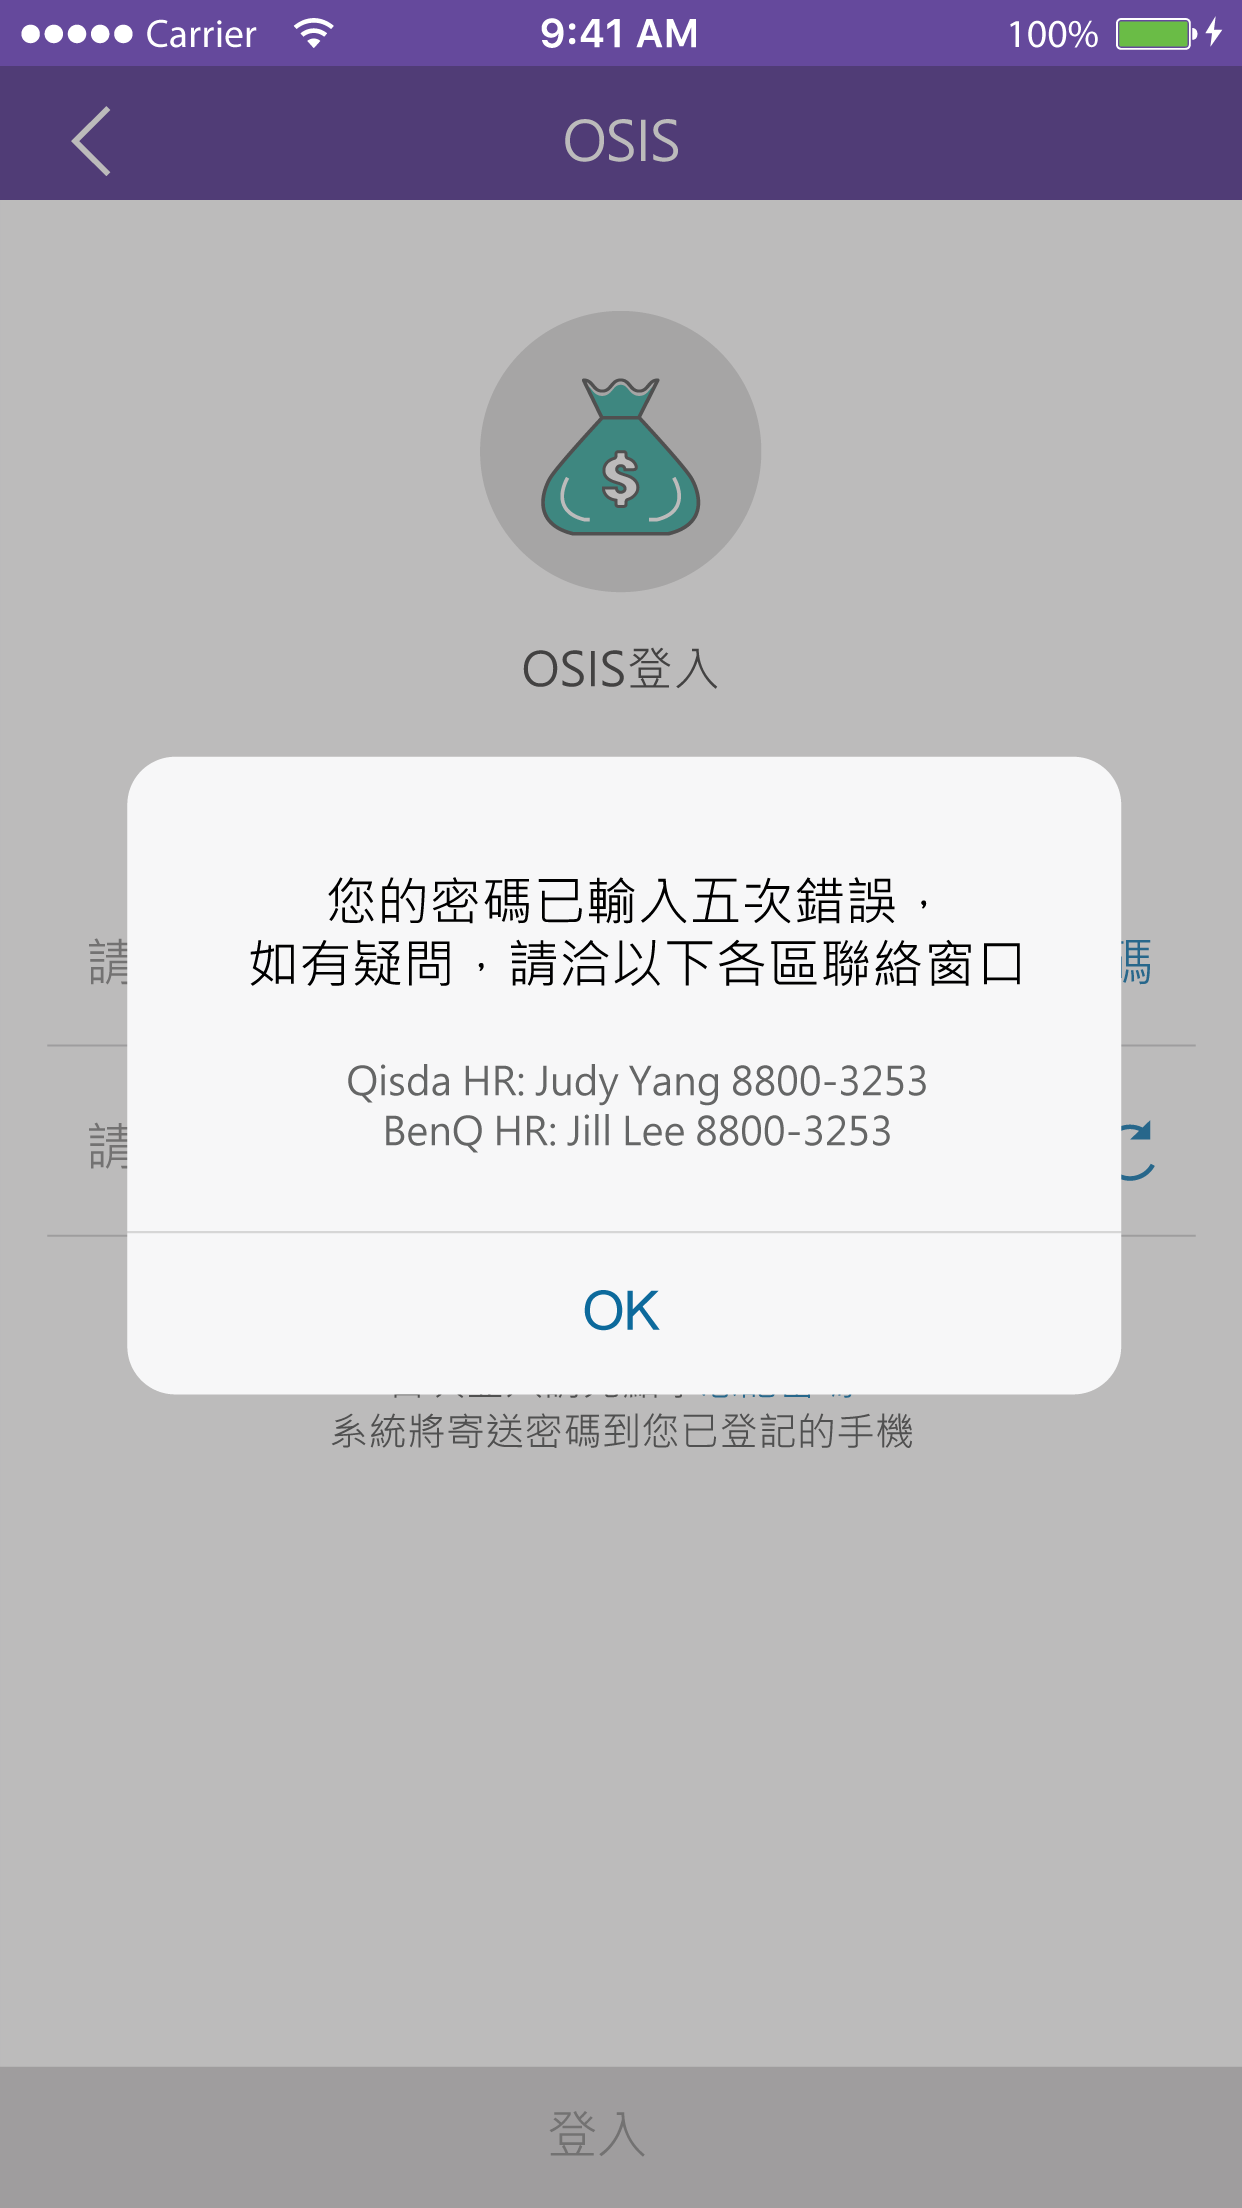 Carrier 9:41 AM 100%
OSIS
$
OSIS登入
您的密碼已輸入五次錯誤，
如有疑問，請洽以下各區聯絡窗口
請 碼
Qisda HR: Judy Yang 8800-3253
BenQ HR: Jill Lee 8800-3253
請
OK
系統將寄送密碼到您已登記的手機
登入